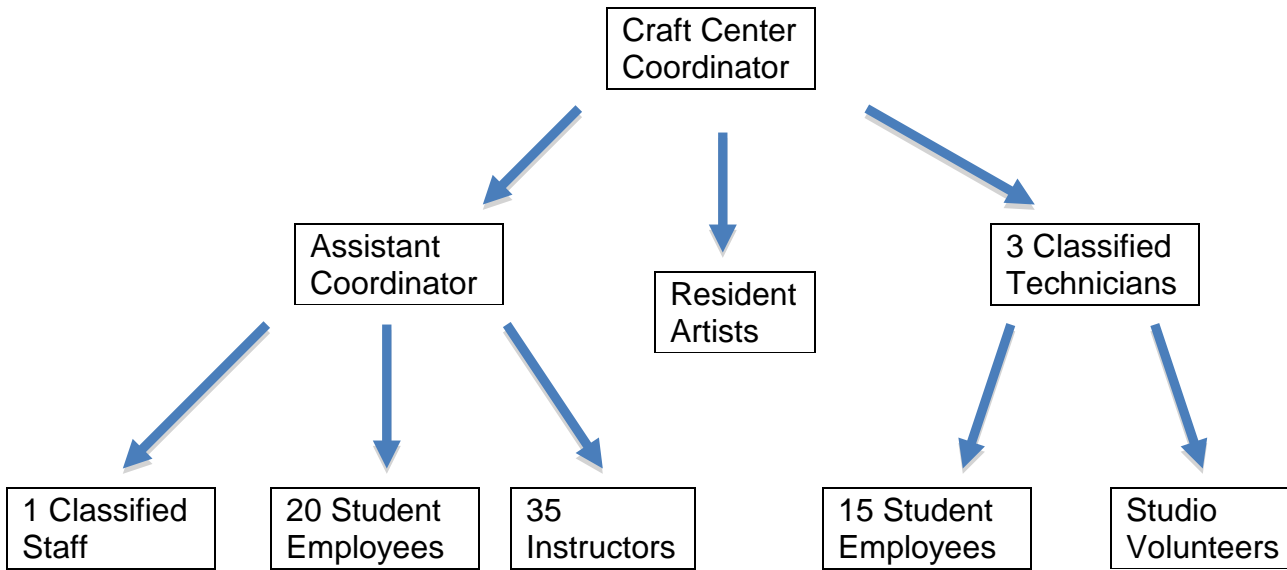 Craft Center
Coordinator
Assistant
Coordinator
Resident
Artists
3 Classified
Technicians
1 Classified
Staff
20 Student
Employees
35
Instructors
15 Student
Employees
Studio
Volunteers